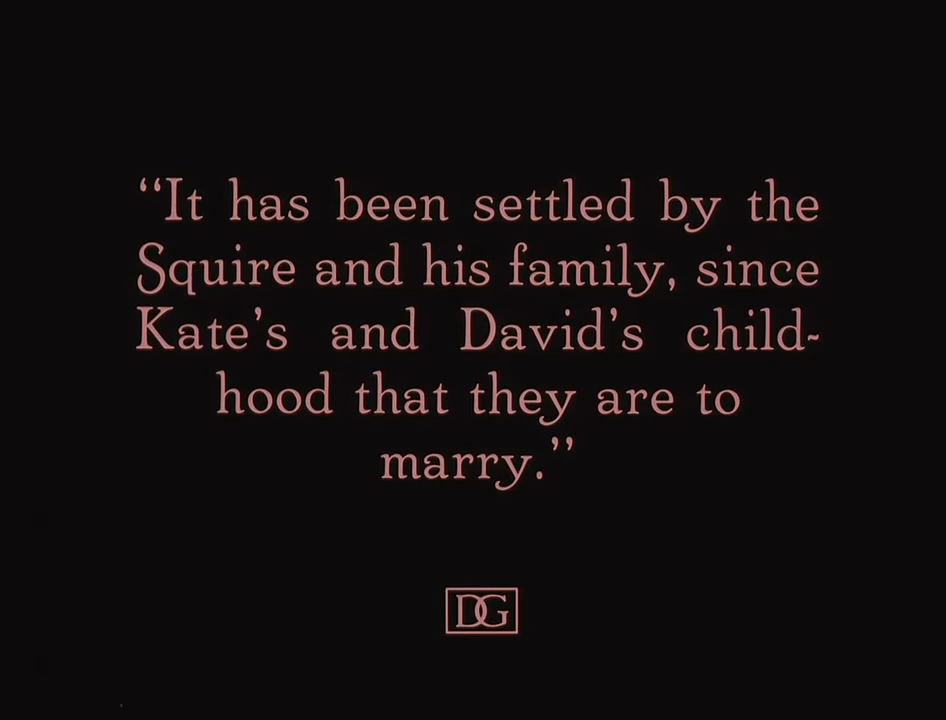 “It has been settled by the
Squire and his family, since
Kate’s and David’s child-
hood that they are to
marry.”
DG